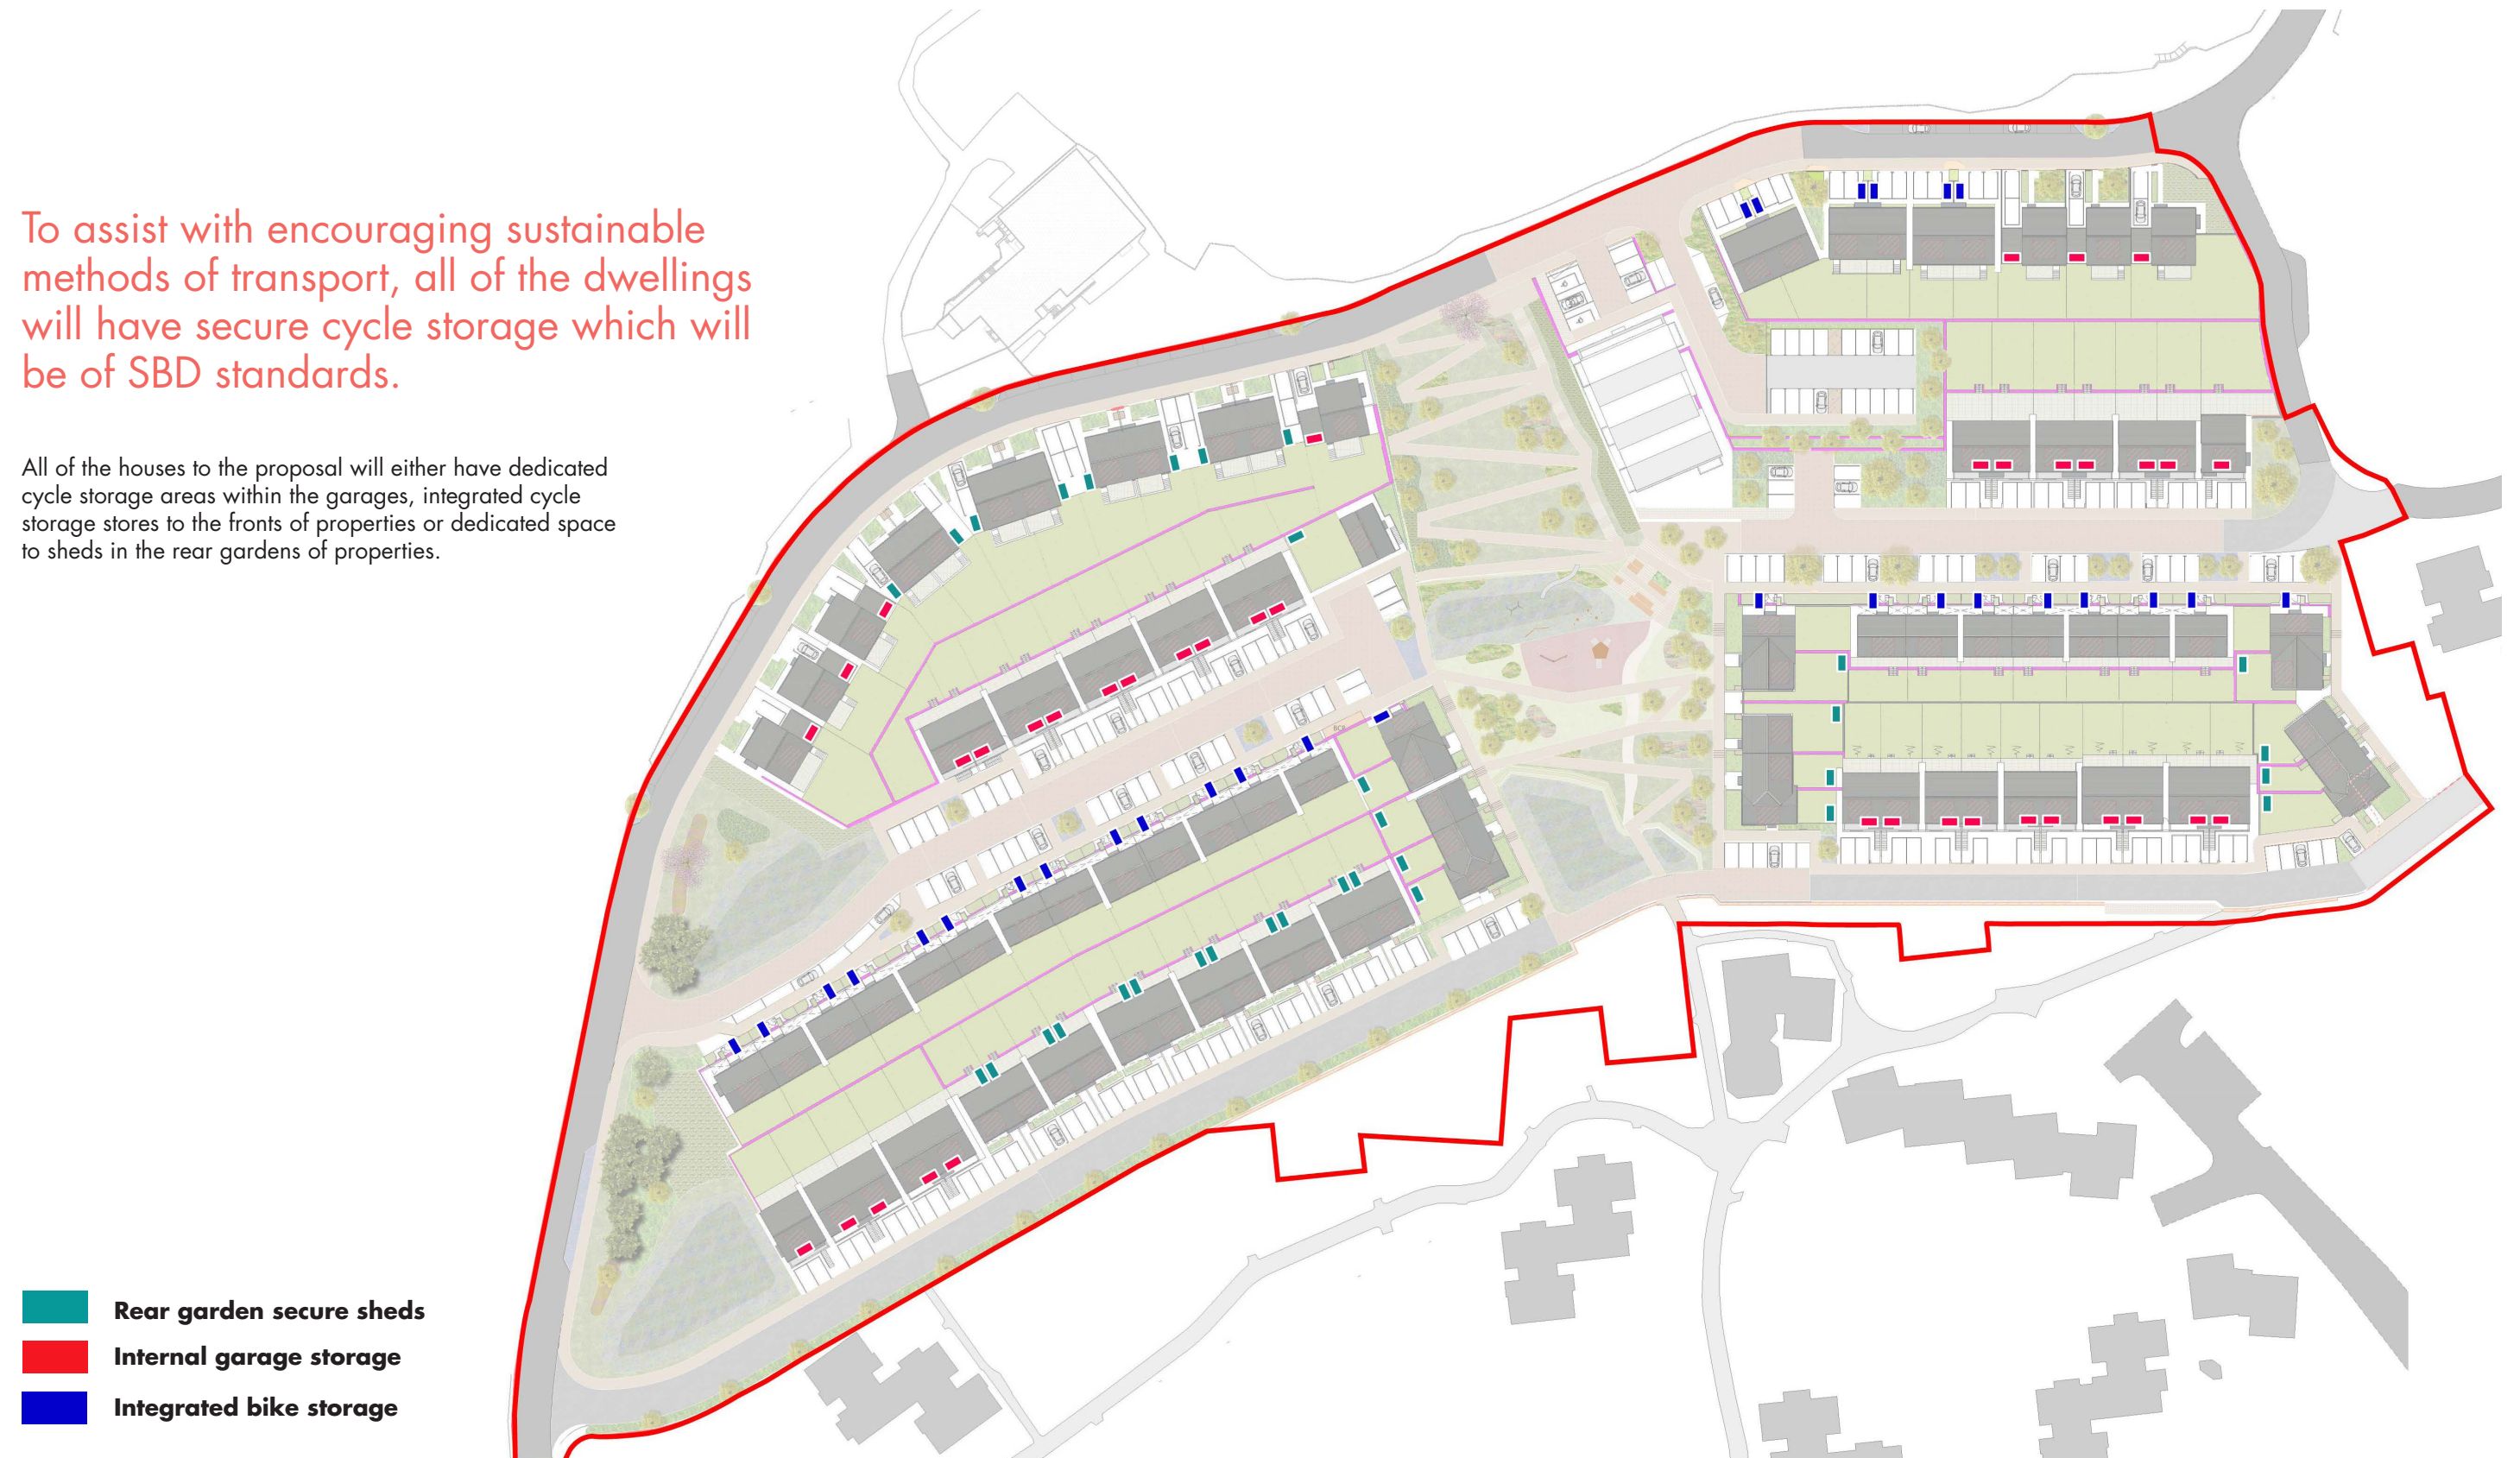 To assist with encouraging sustainable
methods of transport, all of the dwellings
will have secure cycle storage which will
be of SBD standards.
All of the houses to the proposal will either have dedicated
cycle storage areas within the garages, integrated cycle
storage stores to the fronts of properties or dedicated space
to sheds in the rear gardens of properties.
BCP
Rear garden secure sheds
Internal garage storage
Integrated bike storage